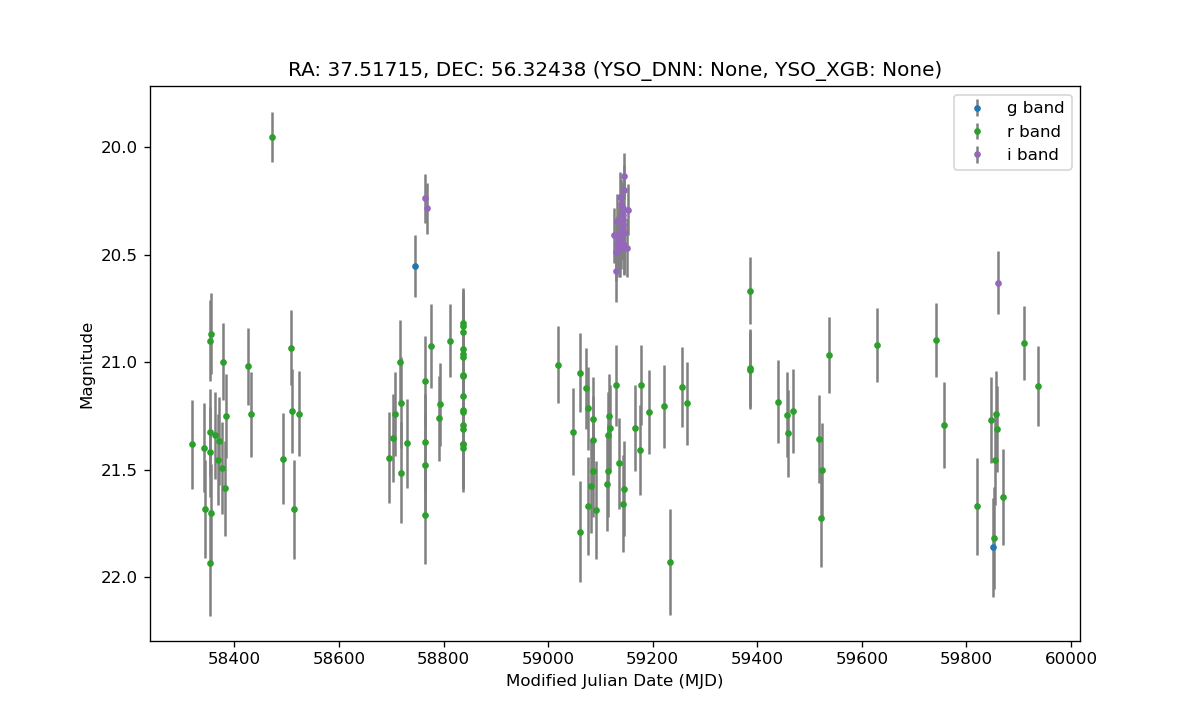 RA: 37.51715, DEC: 56.32438 (YSO_DNN: None, YSO_XGB: None)
g band
r band
i band
20.0
20.5
21.0
21.5
22.0
Magnitude
58400 58600 58800 59000 59200 59400 59600 59800 60000
Modified Julian Date (MJD)